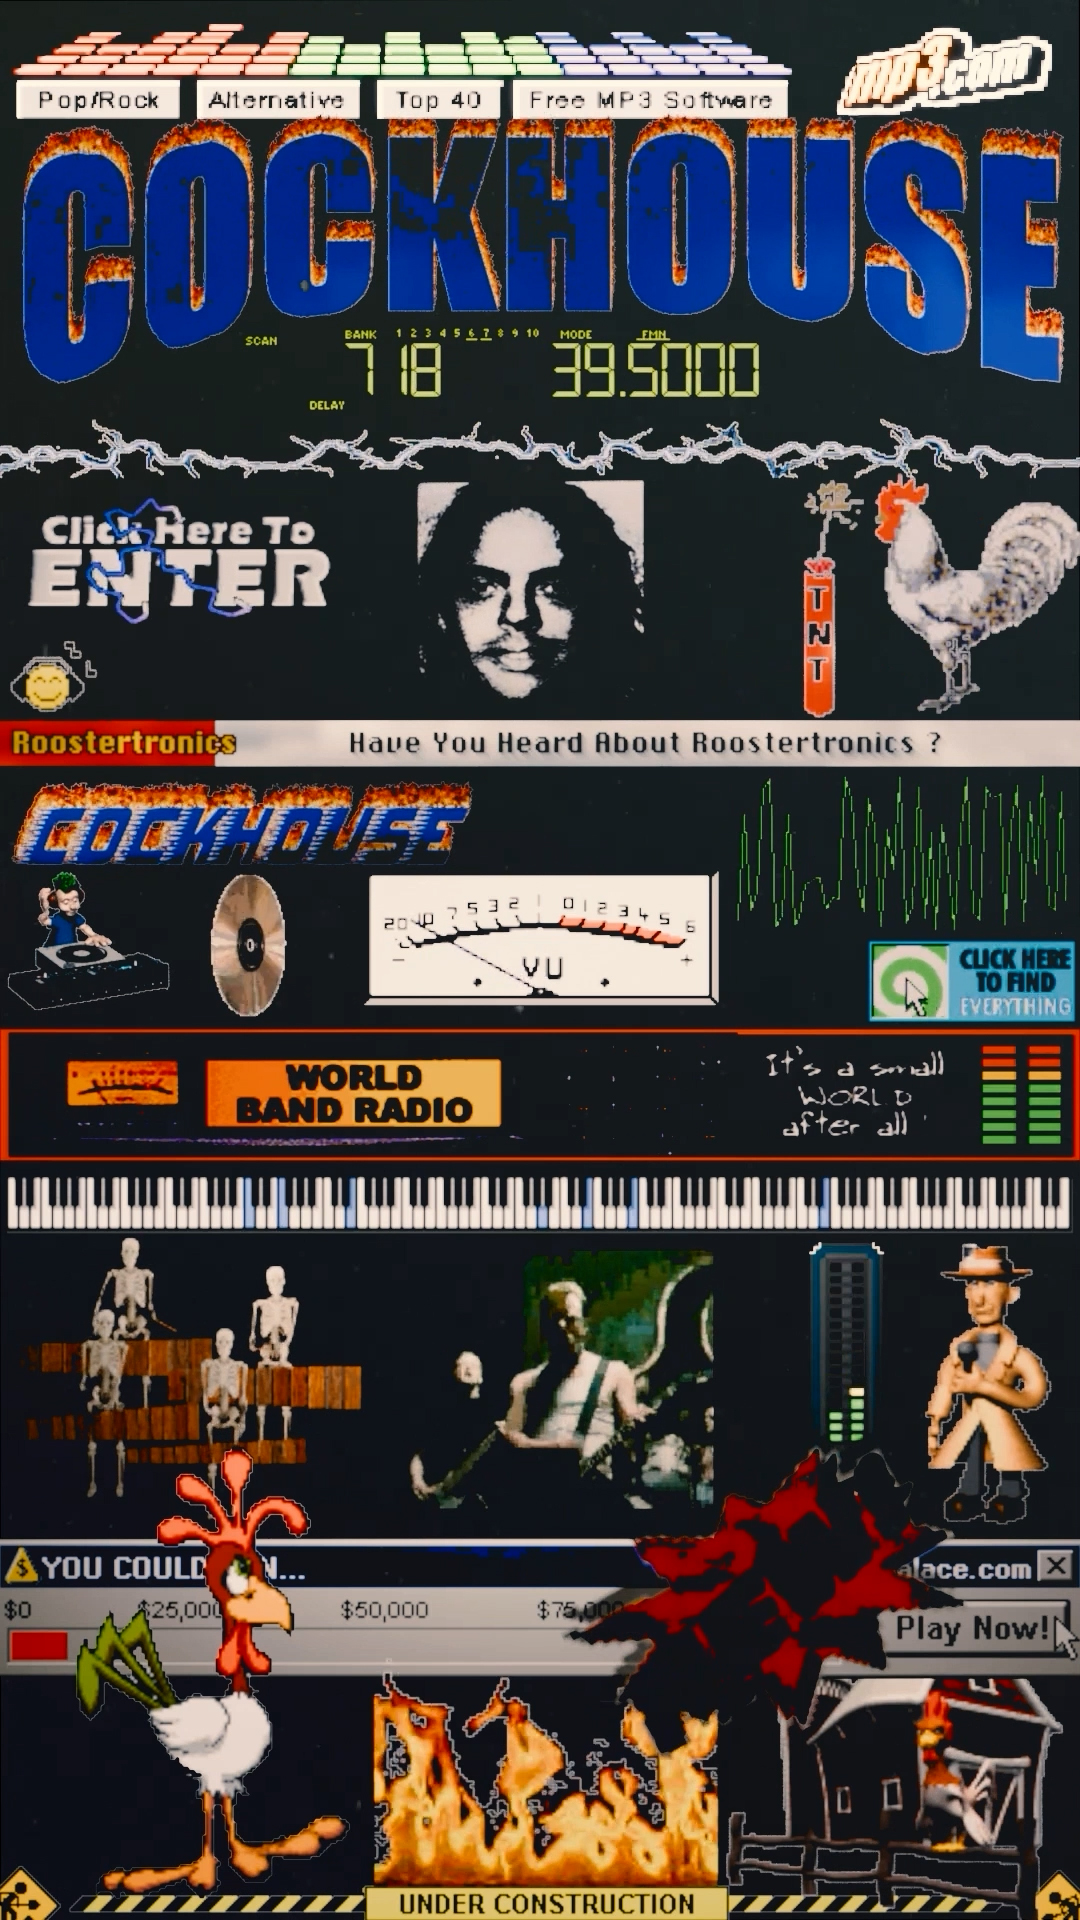 mp3.com
Pop/Rock Alternative Top 40 Free MP3 Software
COCKHOUSE
SCAN BANK 1 2 3 4 5 6 7 8 9 10 MODE FMN
718 39.5000
DELAY
Click Here To
ENTER
TNT
Roostertronics Have You Heard About Roostertronics ?
COCKHOUSE
20 10 7 5 3 2 0 1 2 3 4 5 6
- VU +
CLICK HERE
TO FIND
EVERYTHING
WORLD
BAND RADIO
It's a small
WORLD
after all
YOU COULD
alace.com
$0 $25,000 $50,000 $75,000
Play Now!
UNDER CONSTRUCTION